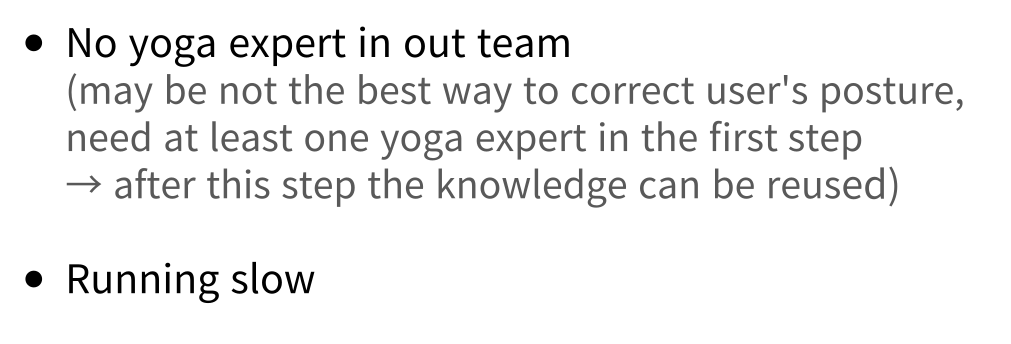 • No yoga expert in out team
(may be not the best way to correct user's posture,
need at least one yoga expert in the first step
→ after this step the knowledge can be reused)
• Running slow